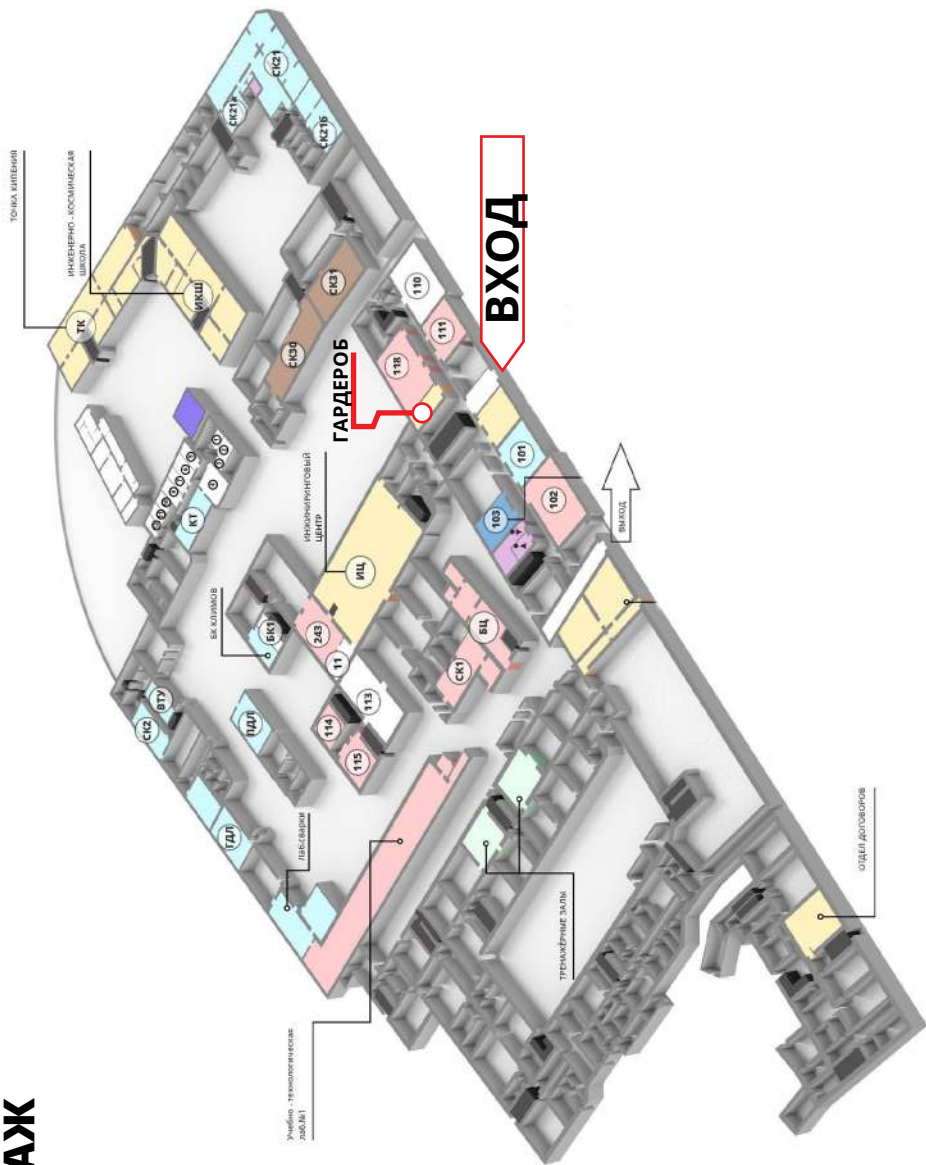 АЖ
ТОЧКА КИПЕНИЯ
ИНЖЕНЕРНО - КОСМИЧЕСКАЯ
ШКОЛА
ТК
ИКШ
СК21а
СК21
СК21б
СК30
СК31
КТ
БК КЛИМОВ
БК1
ИНЖИНИРИНГОВЫЙ
ЦЕНТР
ИЦ
243
11
113
114
115
ГАРДЕРОБ
118
110
111
ВХОД
101
102
103
ВЫХОД
СК1
БЦ
СК2
ВТУ
ПДЛ
ГДЛ
лаб.сварки
Учебно - технологическая
лаб.№1
ТРЕНАЖЁРНЫЕ ЗАЛЫ
ОТДЕЛ ДОГОВОРОВ